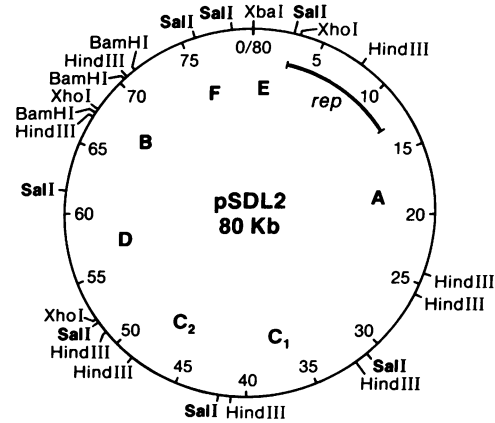 SalI
SalI
XbaI
SalI
XhoI
HindIII
0/80
5
10
15
20
25
HindIII
HindIII
30
SalI
HindIII
35
40
HindIII
SalI
45
HindIII
50
HindIII
SalI
XhoI
55
60
SalI
65
HindIII
BamHI
XhoI
BamHI
HindIII
BamHI
70
75
F
E
rep
B
A
pSDL2
80 Kb
D
C2
C1